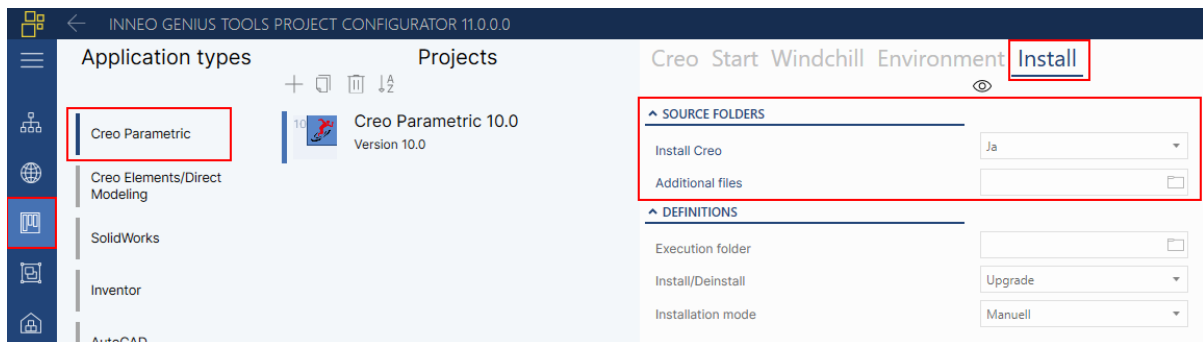 INNEO GENIUS TOOLS PROJECT CONFIGURATOR 11.0.0.0
Application types
Projects
Creo Start Windchill Environment Install
Creo Parametric
Creo Elements/Direct
Modeling
SolidWorks
Inventor
AutoCAD
10
Creo Parametric 10.0
Version 10.0
SOURCE FOLDERS
Install Creo Ja
Additional files
DEFINITIONS
Execution folder
Install/Deinstall Upgrade
Installation mode Manuell